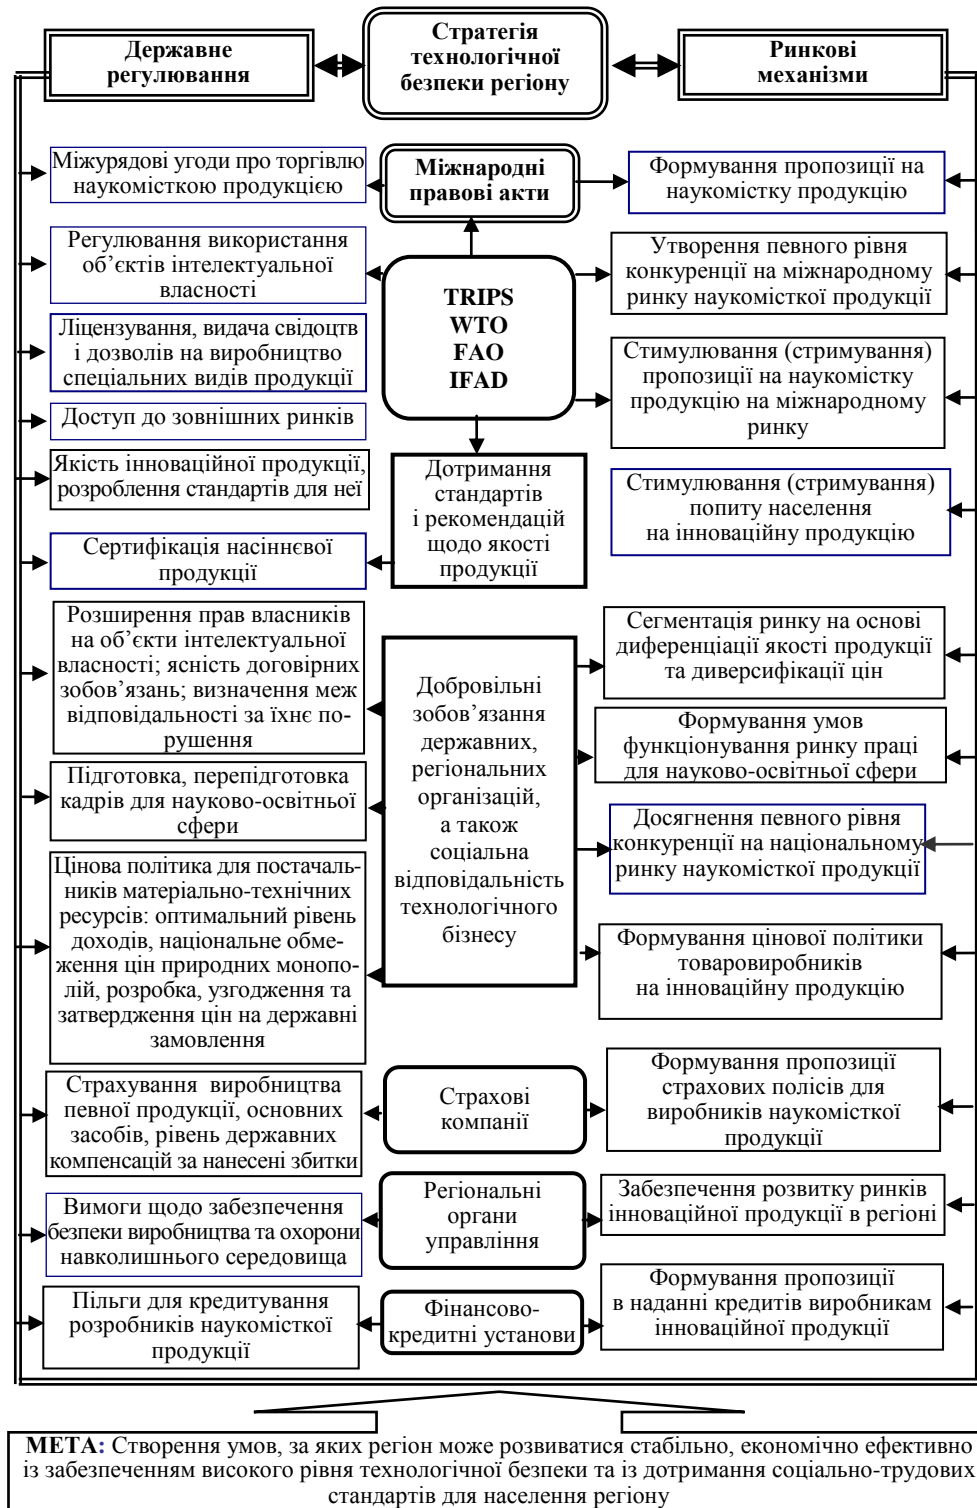 Державне
регулювання
Стратегія
технологічної
безпеки регіону
Ринкові
механізми
Міжурядові угоди про торгівлю
наукомісткою продукцією
Міжнародні
правові акти
Формування пропозиції на
наукомістку продукцію
Регулювання використання
об’єктів інтелектуальної
власності
TRIPS
WTO
FAO
IFAD
Утворення певного рівня
конкуренції на міжнародному
ринку наукомісткої продукції
Ліцензування, видача свідоцтв
і дозволів на виробництво
спеціальних видів продукції
Стимулювання (стримування)
пропозиції на наукомістку
продукцію на міжнародному
ринку
Доступ до зовнішних ринків
Якість інноваційної продукції,
розроблення стандартів для неї
Дотримання
стандартів
і рекомендацій
щодо якості
продукції
Стимулювання (стримування)
попиту населення
на інноваційну продукцію
Сертифікація насіннєвої
продукції
Розширення прав власників
на об’єкти інтелектуальної
власності; ясність договірних
зобов’язань; визначення меж
відповідальності за їхнє по-
рушення
Добровільні
зобов’язання
державних,
регіональних
організацій,
а також
соціальна
відповідальність
технологічного
бізнесу
Сегментація ринку на основі
диференціації якості продукції
та диверсифікації цін
Формування умов
функціонування ринку праці
для науково-освітньої сфери
Підготовка, перепідготовка
кадрів для науково-освітньої
сфери
Досягнення певного рівня
конкуренції на національному
ринку наукомісткої продукції
Цінова політика для постачаль-
ників матеріально-технічних
ресурсів: оптимальний рівень
доходів, національне обме-
ження цін природних монопо-
лій, розробка, узгодження та
затвердження цін на державні
замовлення
Формування цінової політики
товаровиробників
на інноваційну продукцію
Страхування виробництва
певної продукції, основних
засобів, рівень державних
компенсацій за нанесені збитки
Страхові
компанії
Формування пропозиції
страхових полісів для
виробників наукомісткої
продукції
Вимоги щодо забезпечення
безпеки виробництва та охорони
навколишнього середовища
Регіональні
органи
управління
Забезпечення розвитку ринків
інноваційної продукції в регіоні
Пільги для кредитування
розробників наукомісткої
продукції
Фінансово-
кредитні установи
Формування пропозиції
в наданні кредитів виробникам
інноваційної продукції
МЕТА: Створення умов, за яких регіон може розвиватися стабільно, економічно ефективно
із забезпеченням високого рівня технологічної безпеки та із дотримання соціально-трудових
стандартів для населення регіону